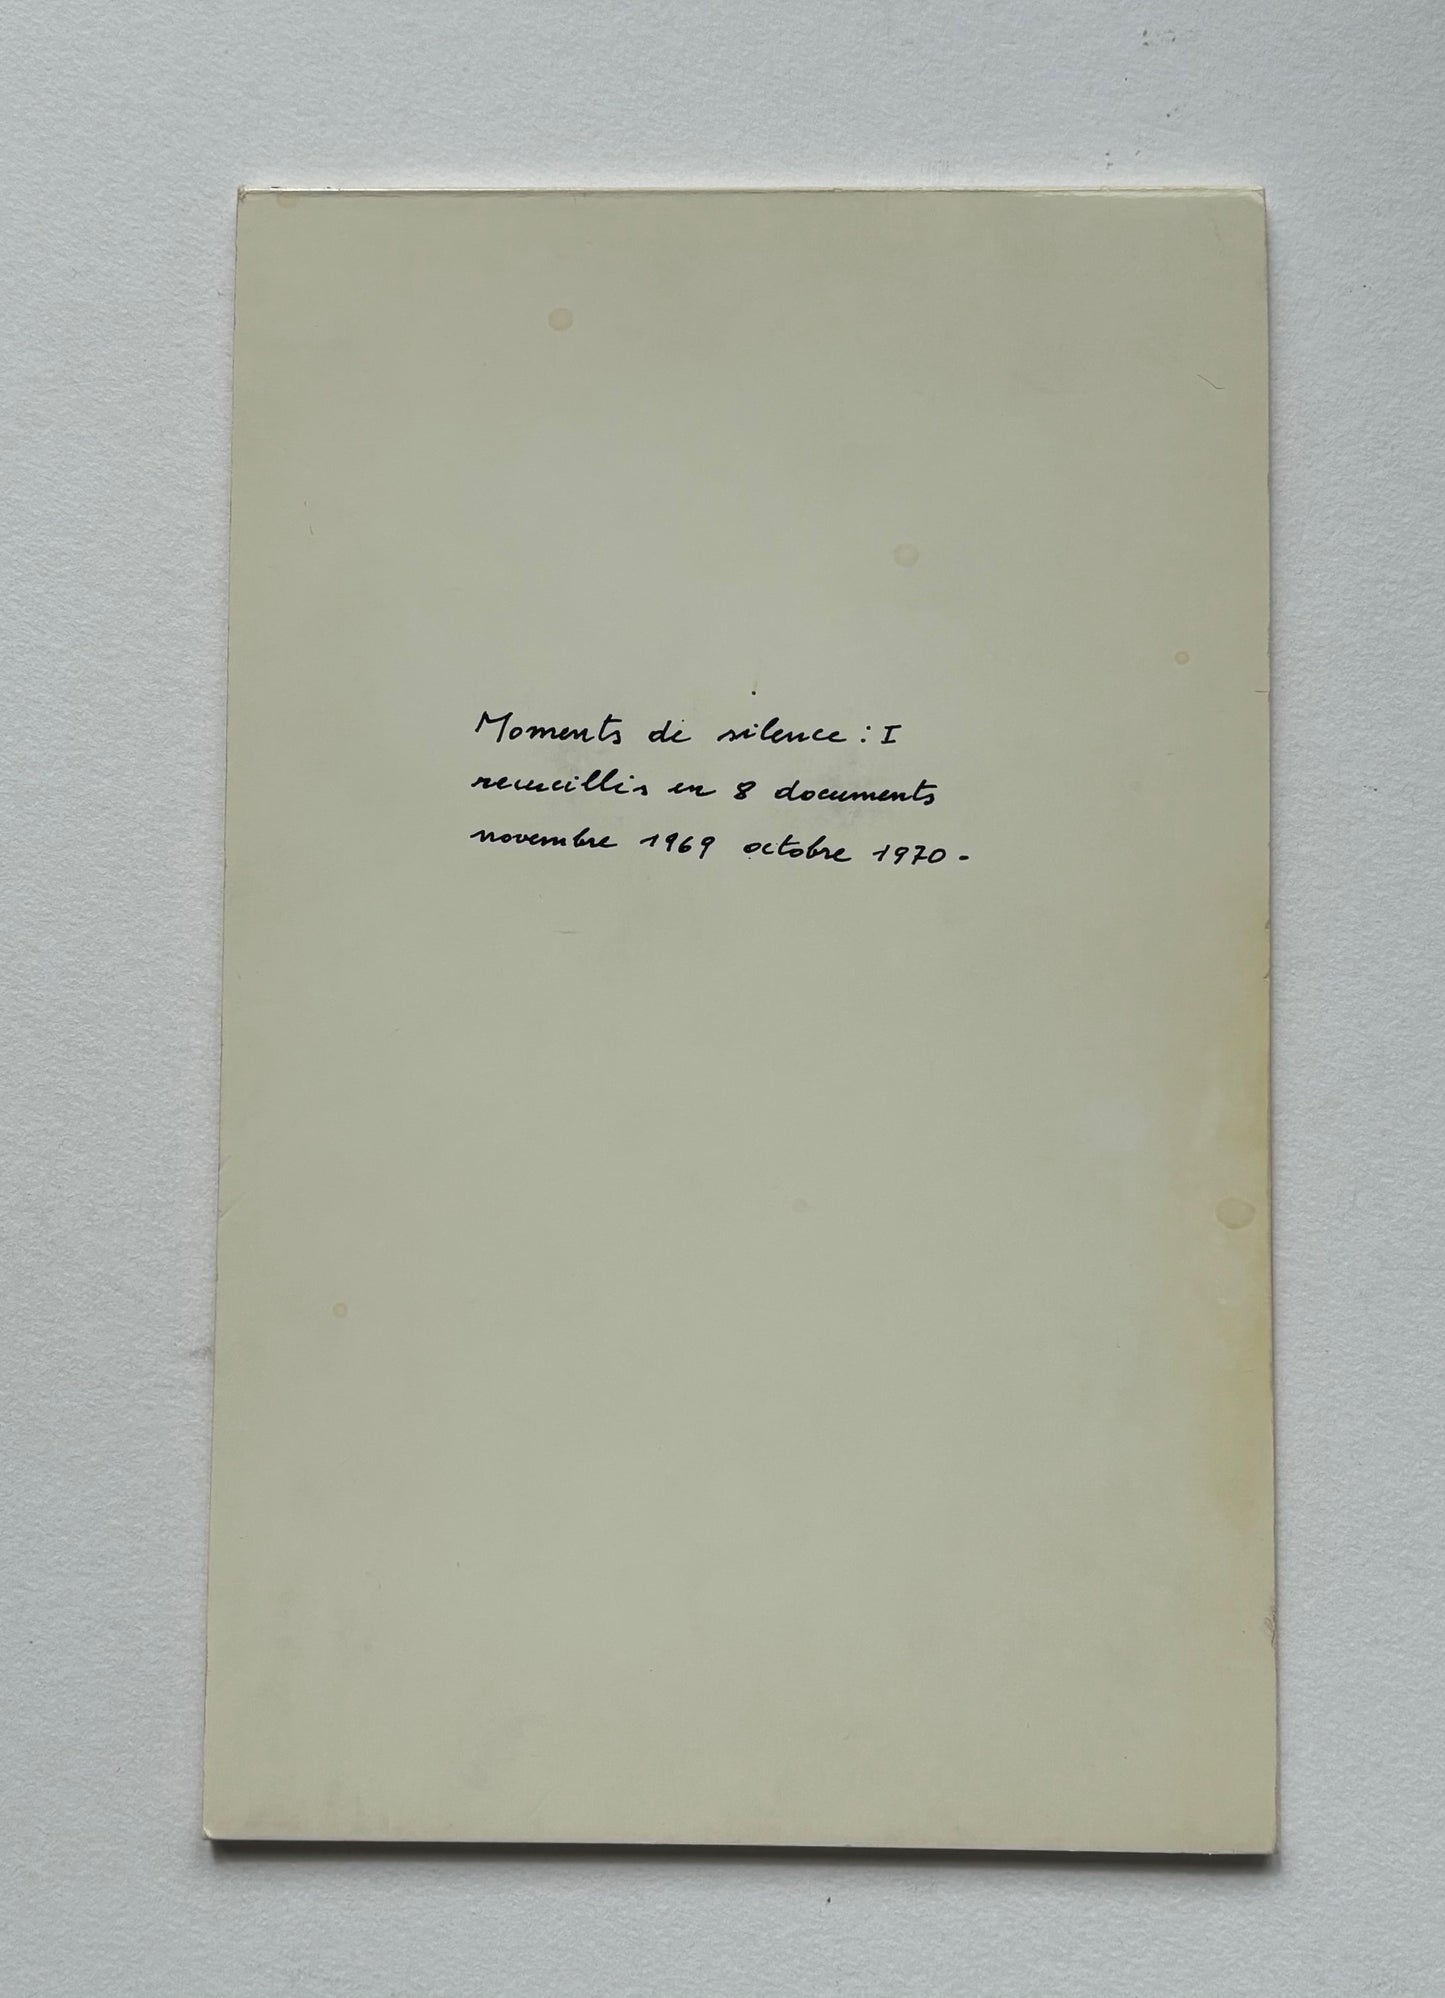 Moments de silence : I
recueillis en 8 documents
novembre 1969 octobre 1970 -